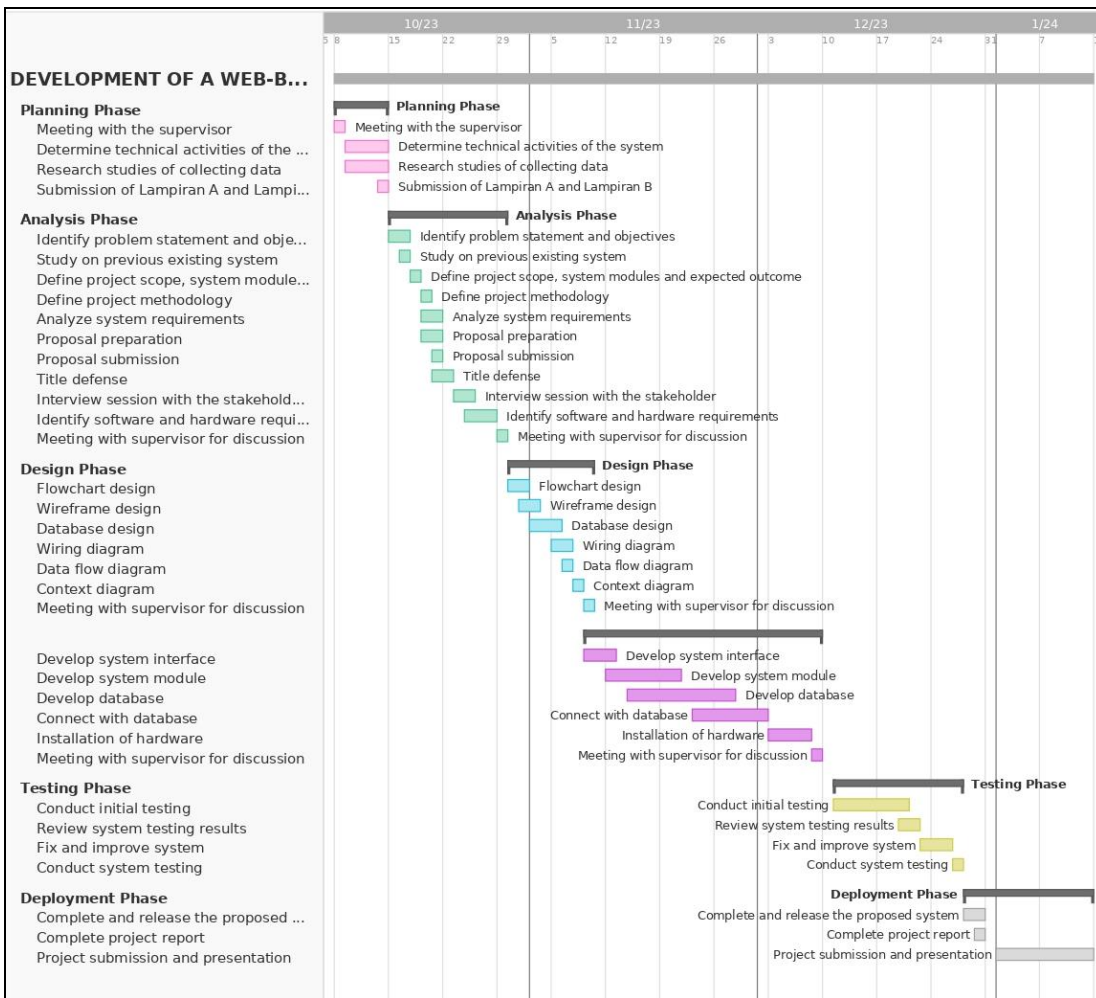 10/23 11/23 12/23 1/24
5 8 15 22 29 5 12 19 26 3 10 17 24 31 7
DEVELOPMENT OF A WEB-B...
Planning Phase Planning Phase
Meeting with the supervisor Meeting with the supervisor
Determine technical activities of the ... Determine technical activities of the system
Research studies of collecting data Research studies of collecting data
Submission of Lampiran A and Lampi... Submission of Lampiran A and Lampiran B
Analysis Phase Analysis Phase
Identify problem statement and obje... Identify problem statement and objectives
Study on previous existing system Study on previous existing system
Define project scope, system module... Define project scope, system modules and expected outcome
Define project methodology Define project methodology
Analyze system requirements Analyze system requirements
Proposal preparation Proposal preparation
Proposal submission Proposal submission
Title defense Title defense
Interview session with the stakehold... Interview session with the stakeholder
Identify software and hardware requi... Identify software and hardware requirements
Meeting with supervisor for discussion Meeting with supervisor for discussion
Design Phase Design Phase
Flowchart design Flowchart design
Wireframe design Wireframe design
Database design Database design
Wiring diagram Wiring diagram
Data flow diagram Data flow diagram
Context diagram Context diagram
Meeting with supervisor for discussion Meeting with supervisor for discussion
Develop system interface Develop system interface
Develop system module Develop system module
Develop database Develop database
Connect with database Connect with database
Installation of hardware Installation of hardware
Meeting with supervisor for discussion Meeting with supervisor for discussion
Testing Phase Testing Phase
Conduct initial testing Conduct initial testing
Review system testing results Review system testing results
Fix and improve system Fix and improve system
Conduct system testing Conduct system testing
Deployment Phase Deployment Phase
Complete and release the proposed ... Complete and release the proposed system
Complete project report Complete project report
Project submission and presentation Project submission and presentation